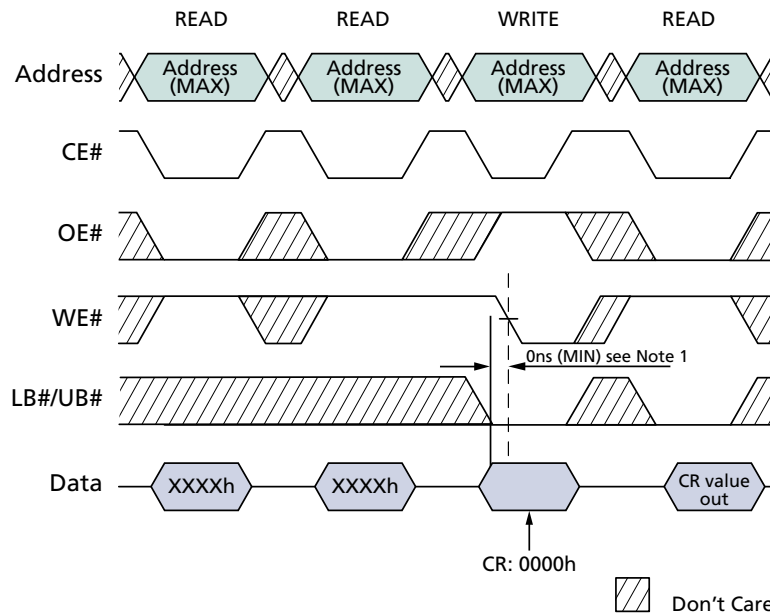 READ READ WRITE READ
Address Address (MAX) Address (MAX) Address (MAX) Address (MAX)
CE#
OE#
WE#
0ns (MIN) see Note 1
LB#/UB#
Data XXXXh XXXXh CR value out
CR: 0000h
Don't Care